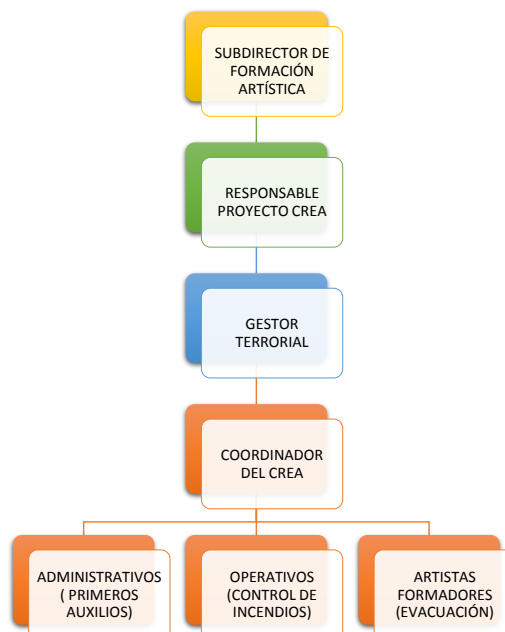 SUBDIRECTOR DE
FORMACIÓN
ARTÍSTICA
RESPONSABLE
PROYECTO CREA
GESTOR
TERRORIAL
COORDINADOR
DEL CREA
ADMINISTRATIVOS
( PRIMEROS
AUXILIOS)
OPERATIVOS
(CONTROL DE
INCENDIOS)
ARTISTAS
FORMADORES
(EVACUACIÓN)